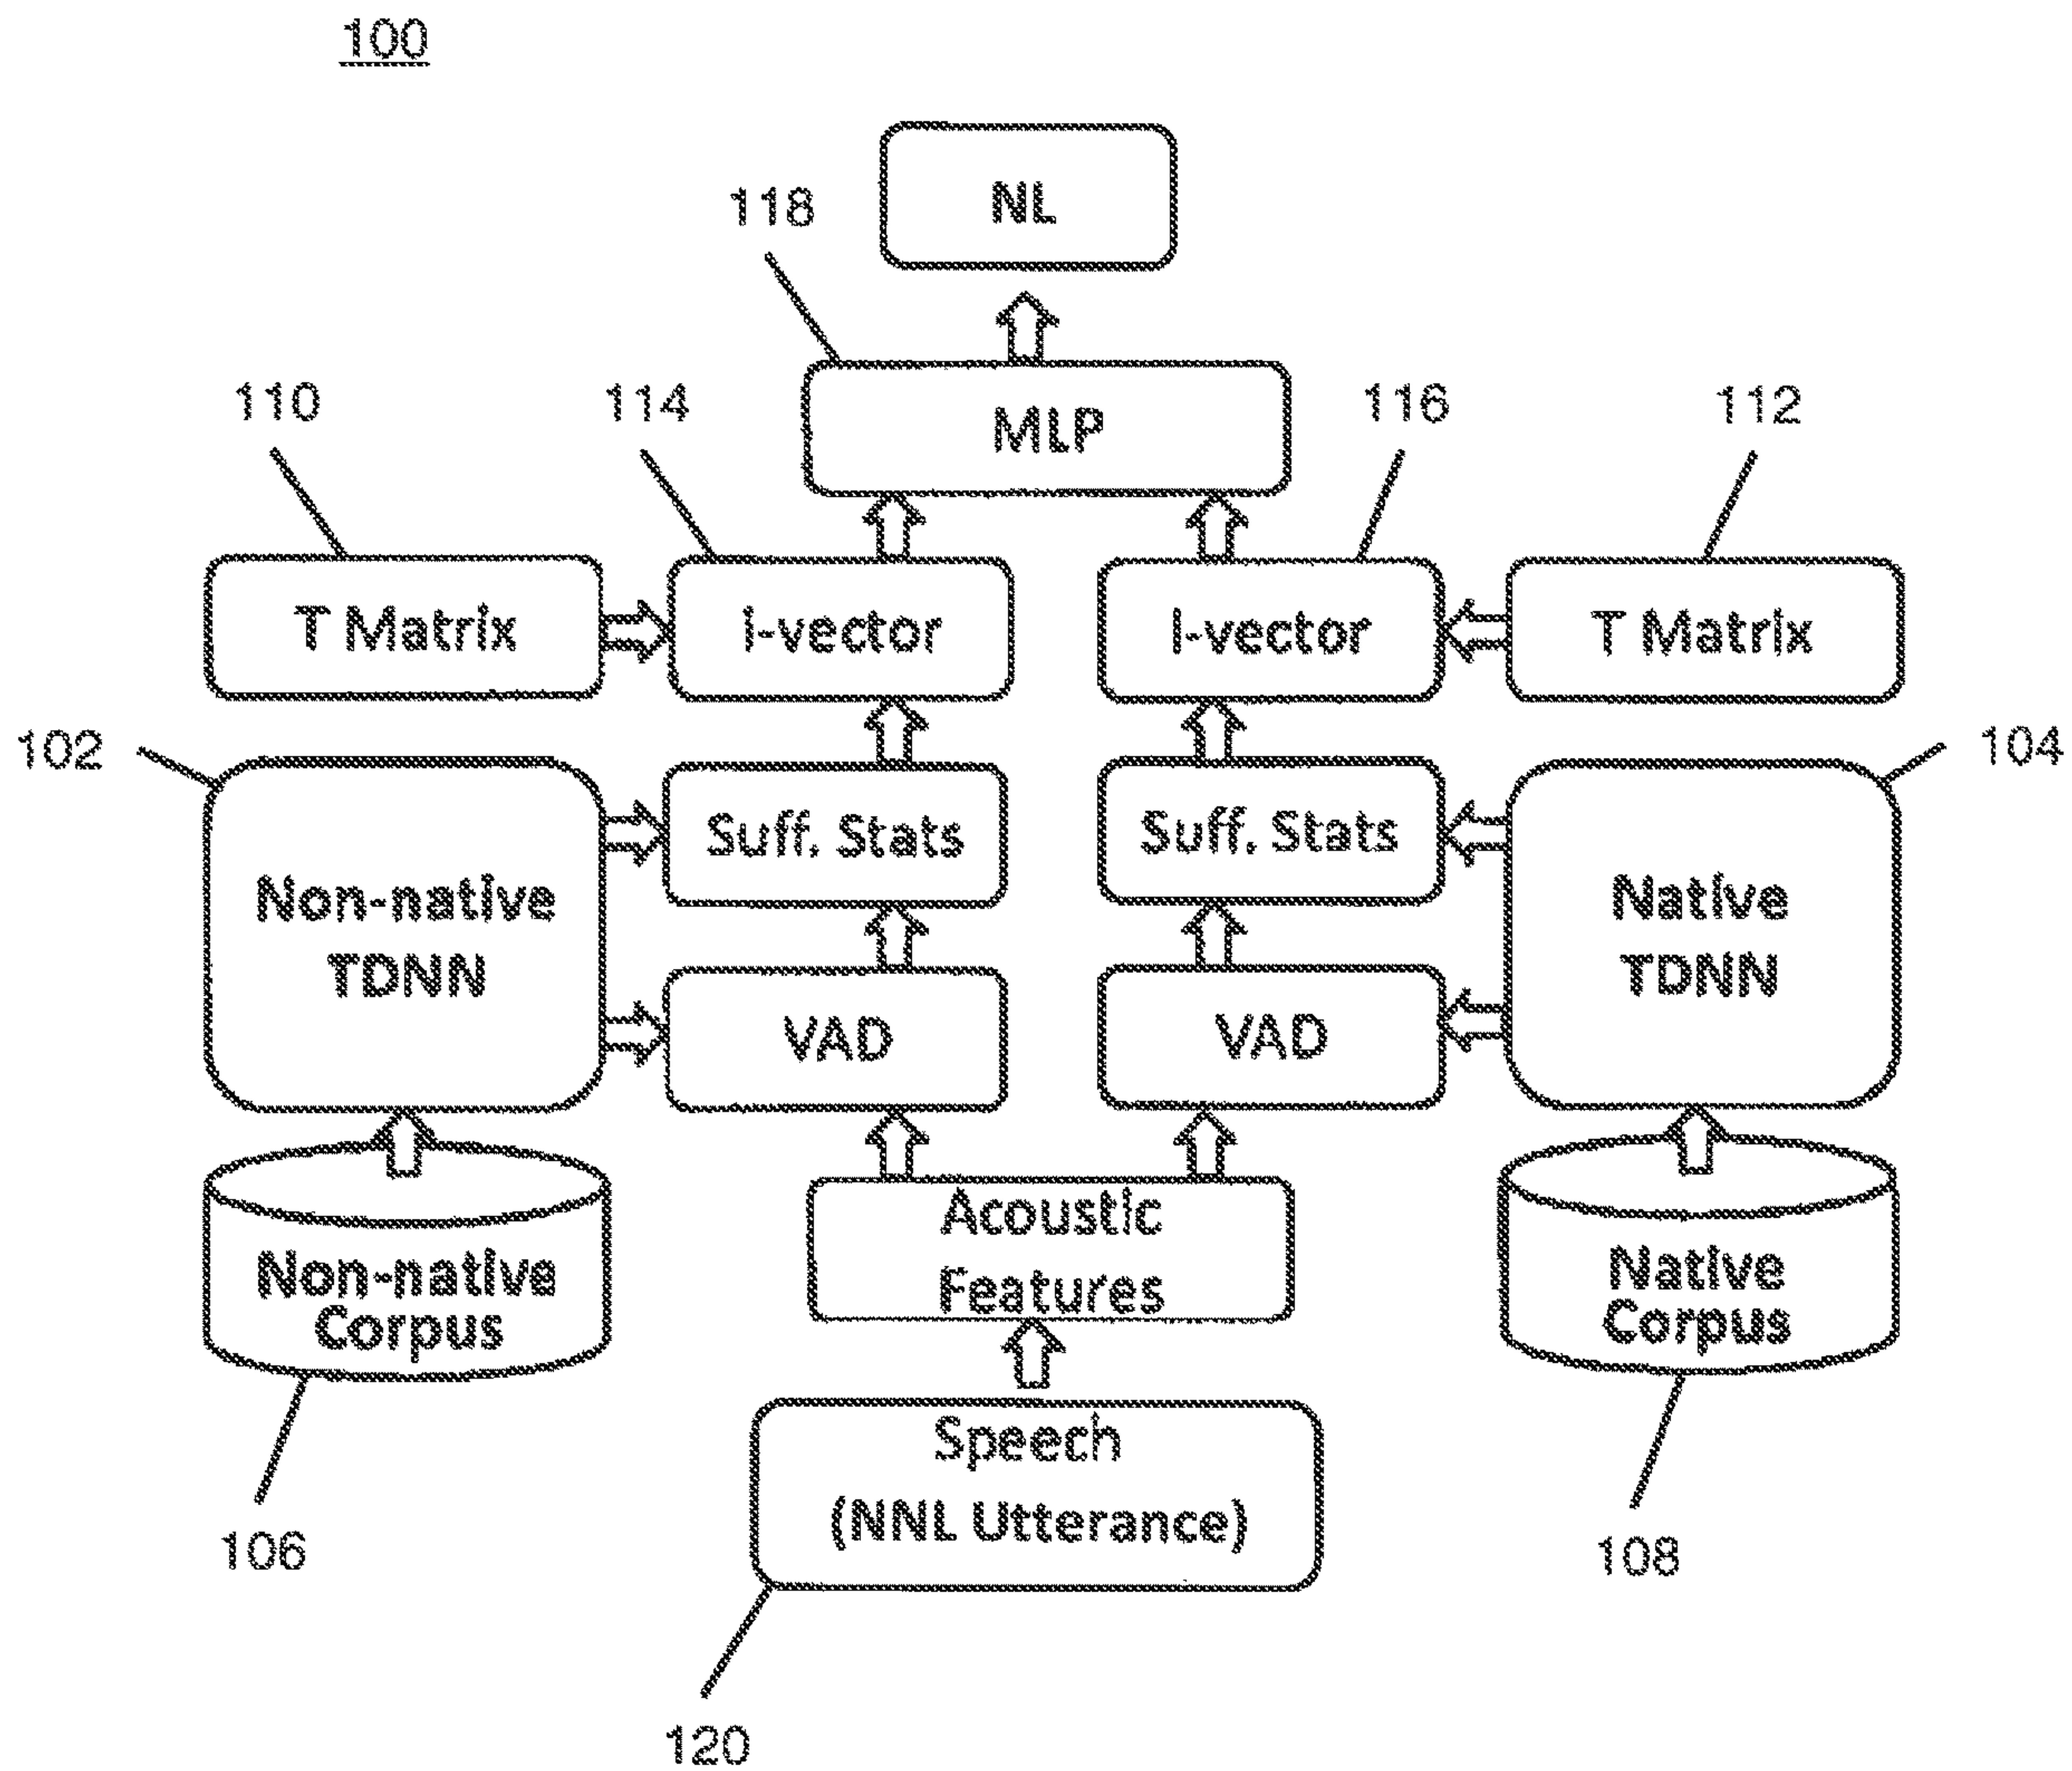 100
NL
118
110
114
116
112
MLP
T Matrix
I-vector
I-vector
T Matrix
102
104
Suff. Stats
Suff. Stats
Non-native
TDNN
Native
TDNN
VAD
VAD
Acoustic
Features
Non-native
Corpus
Native
Corpus
Speech
(NNL Utterance)
106
108
120